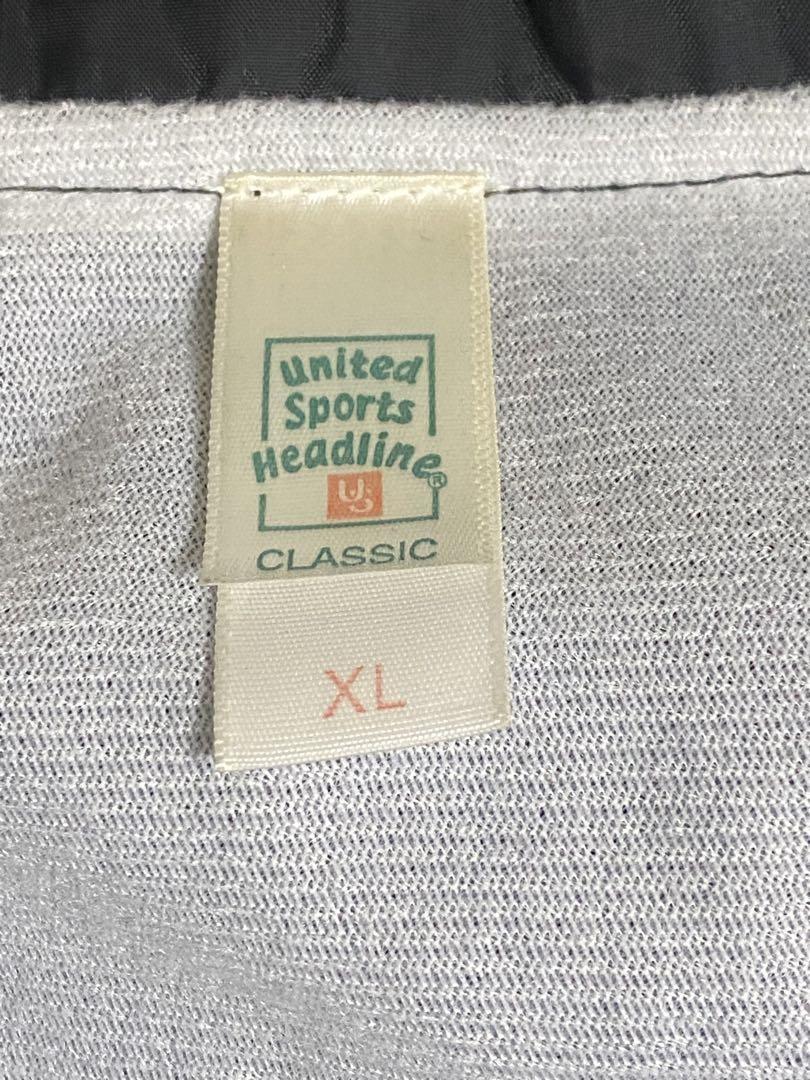 United
Sports
Headline®
US
CLASSIC
XL